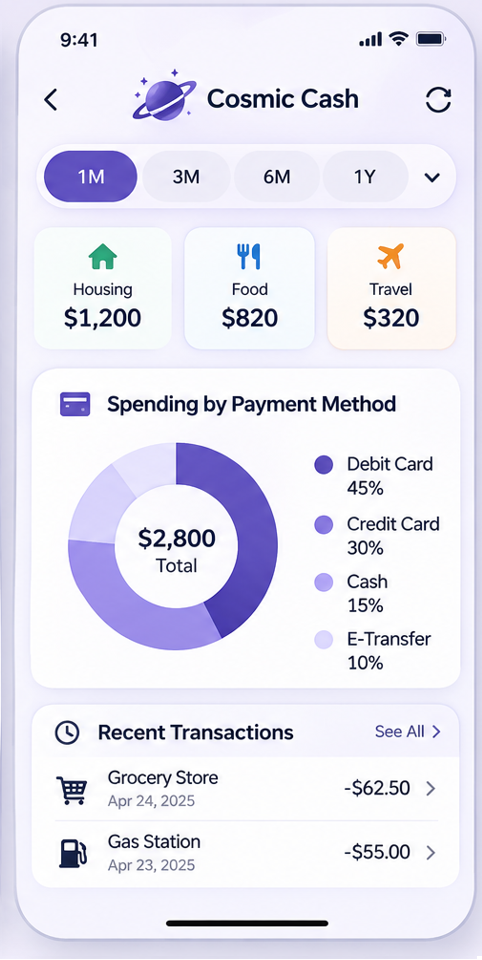 9:41
Cosmic Cash
1M
3M
6M
1Y
Housing
$1,200
Food
$820
Travel
$320
Spending by Payment Method
$2,800
Total
Debit Card
45%
Credit Card
30%
Cash
15%
E-Transfer
10%
Recent Transactions
See All
Grocery Store
Apr 24, 2025
-$62.50
Gas Station
Apr 23, 2025
-$55.00